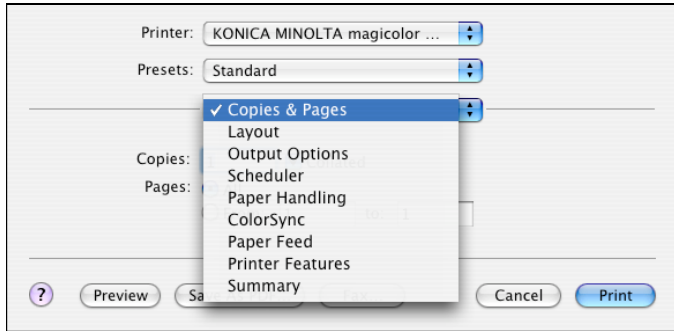 Printer: KONICA MINOLTA magicolor ...
Presets: Standard
✓ Copies & Pages
Layout
Output Options
Copies:
Scheduler
Pages:
Paper Handling
ColorSync
Paper Feed
Printer Features
Summary
? Preview Cancel Print